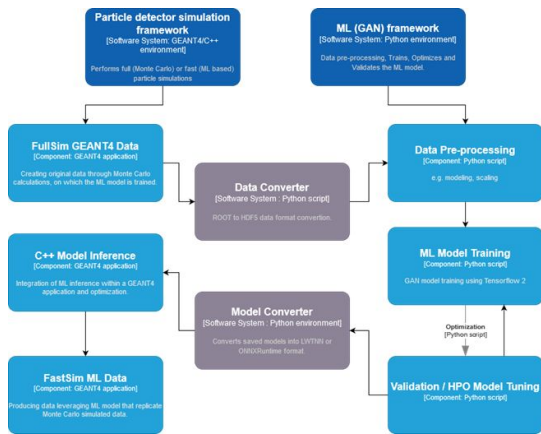 Particle detector simulation
framework
[Software System: GEANT4/C++
environment]
Performs full (Monte Carlo) or fast (ML based)
particle simulations
ML (GAN) framework
[Software System: Python environment]
Data pre-processing, Trains, Optimizes and
Validates the ML model.
FullSim GEANT4 Data
[Component: GEANT4 application]
Creating original data through Monte Carlo
calculations, on which the ML model is trained.
Data Converter
[Software System : Python script]
ROOT to HDF5 data format convertion.
Data Pre-processing
[Component: Python script]
e.g. modeling, scaling
C++ Model Inference
[Component: GEANT4 application]
Integration of ML inference within a GEANT4
application and optimization.
Model Converter
[Software System : Python environment]
Converts saved models into LWTNN or
ONNXRuntime format.
ML Model Training
[Component: Python script]
GAN model training using Tensorflow 2
Optimization
[Python script]
FastSim ML Data
[Component: GEANT4 application]
Producing data leveraging ML model that replicate
Monte Carlo simulated data.
Validation / HPO Model Tuning
[Component: Python script]